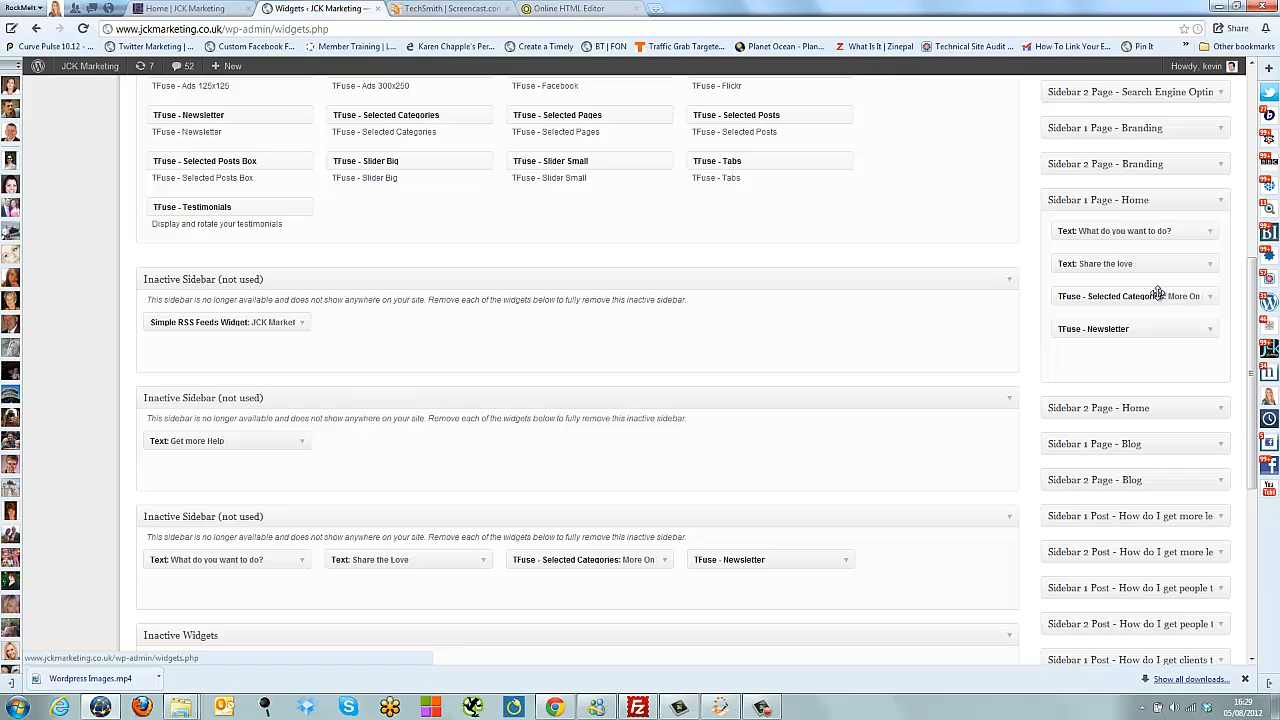 RockMelt
Home | JCK Marketing
Widgets - JCK Marketing —
TechSmith | Screencast.con
Online HTML Editor
www.jckmarketing.co.uk/wp-admin/widgets.php
Share
Curve Pulse 10.12 -
Twitter Marketing
Custom Facebook F
Member Training | L
Karen Chapple's Per
Create a Timely
BT | FON
Traffic Grab Targete
Planet Ocean - Plan
What Is It? | Zinepal
Technical Site Audit
How To Link Your E
Pin It
Other bookmarks
JCK Marketing
7
52
New
Howdy, kevin
TFuse - Ads 125x125
TFuse - Ads 300x250
TFuse - Facebook
TFuse - Flickr
TFuse - Newsletter
TFuse - Selected Categories
TFuse - Selected Pages
TFuse - Selected Posts
TFuse - Newsletter
TFuse - Selected Categories
TFuse - Selected Pages
TFuse - Selected Posts
TFuse - Selected Posts Box
TFuse - Slider Big
TFuse - Slider Small
TFuse - Tabs
TFuse - Selected Posts Box
TFuse - Slider Big
TFuse - Slider Small
TFuse - Tabs
TFuse - Testimonials
Display and rotate your testimonials
Inactive Sidebar (not used)
This sidebar is no longer available and does not show anywhere on your site. Remove each of the widgets below to fully remove this inactive sidebar.
Simple RSS Feeds Widget: JCK Market
Inactive Sidebar (not used)
This sidebar is no longer available and does not show anywhere on your site. Remove each of the widgets below to fully remove this inactive sidebar.
Text: Get more Help
Inactive Sidebar (not used)
This sidebar is no longer available and does not show anywhere on your site. Remove each of the widgets below to fully remove this inactive sidebar.
Text: What do you want to do?
Text: Share the Love
TFuse - Selected Categories: More On
TFuse - Newsletter
Inactive Widgets
Sidebar 2 Page - Search Engine Optin
Sidebar 1 Page - Branding
Sidebar 2 Page - Branding
Sidebar 1 Page - Home
Text: What do you want to do?
Text: Share the love
TFuse - Selected Categories: More On
TFuse - Newsletter
Sidebar 2 Page - Home
Sidebar 1 Page - Blog
Sidebar 2 Page - Blog
Sidebar 1 Post - How do I get more le
Sidebar 2 Post - How do I get more le
Sidebar 1 Post - How do I get people t
Sidebar 2 Post - How do I get people t
Sidebar 1 Post - How do I get clients t
www.jckmarketing.co.uk/wp-admin/widgets.php
Wordpress Images.mp4
Show all downloads...
16:29
05/08/2012